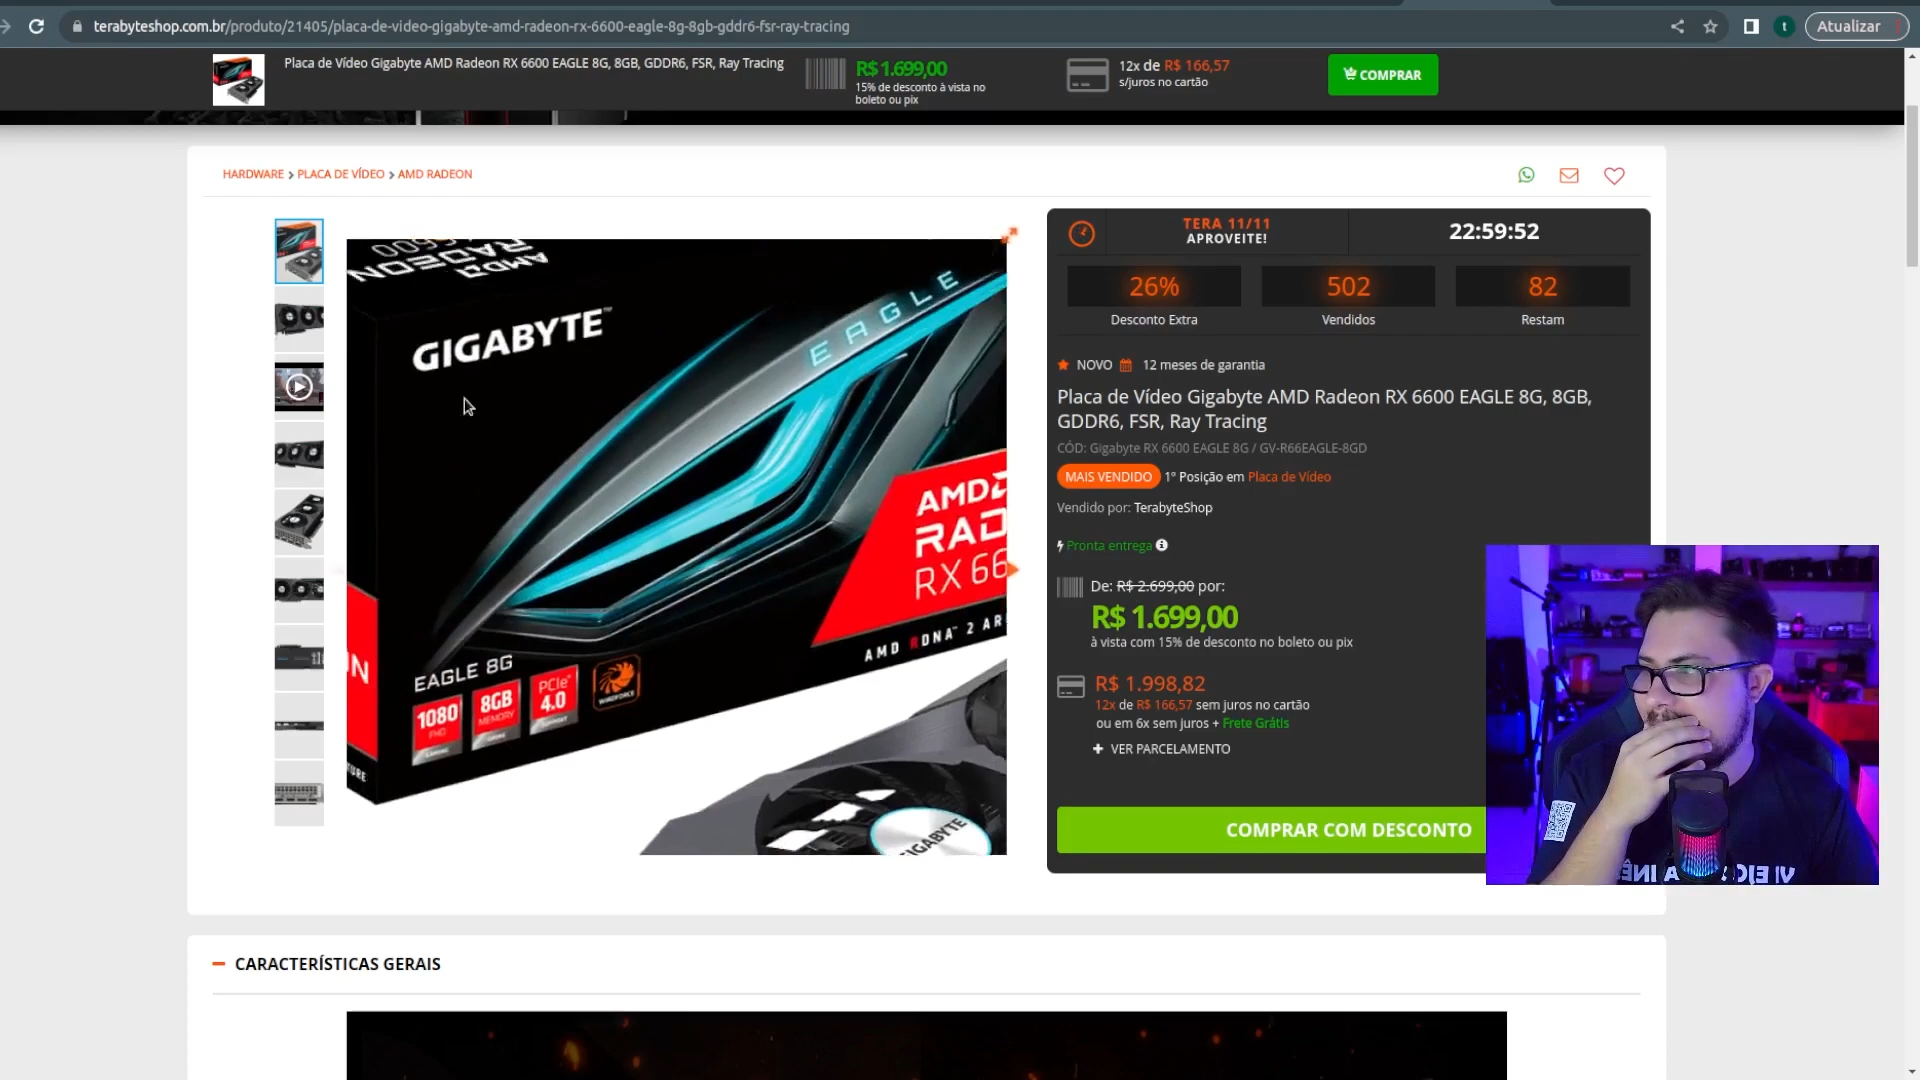 terabyteshop.com.br/produto/21405/placa-de-video-gigabyte-amd-radeon-rx-6600-eagle-8g-8gb-gddr6-fsr-ray-tracing
t
Atualizar
Placa de Vídeo Gigabyte AMD Radeon RX 6600 EAGLE 8G, 8GB, GDDR6, FSR, Ray Tracing
R$ 1.699,00
15% de desconto à vista no
boleto ou pix
12x de R$ 166,57
s/juros no cartão
COMPRAR
HARDWARE > PLACA DE VÍDEO > AMD RADEON
TERA 11/11
APROVEITE!
22:59:52
26%
Desconto Extra
502
Vendidos
82
Restam
NOVO 12 meses de garantia
Placa de Vídeo Gigabyte AMD Radeon RX 6600 EAGLE 8G, 8GB,
GDDR6, FSR, Ray Tracing
CÓD: Gigabyte RX 6600 EAGLE 8G / GV-R66EAGLE-8GD
MAIS VENDIDO 1º Posição em Placa de Vídeo
Vendido por: TerabyteShop
Pronta entrega
De: R$ 2.699,00 por:
R$ 1.699,00
à vista com 15% de desconto no boleto ou pix
R$ 1.998,82
12x de R$ 166,57 sem juros no cartão
ou em 6x sem juros + Frete Grátis
+ VER PARCELAMENTO
COMPRAR COM DESCONTO
AMD
RADEON
GIGABYTE™
EAGLE
AMD
RAD
RX 66
AMD RDNA™ 2 AR
EAGLE 8G
1080
FHD
8GB
MEMORY
PCIe®
4.0
WINDFORCE
GIGABYTE
CARACTERÍSTICAS GERAIS